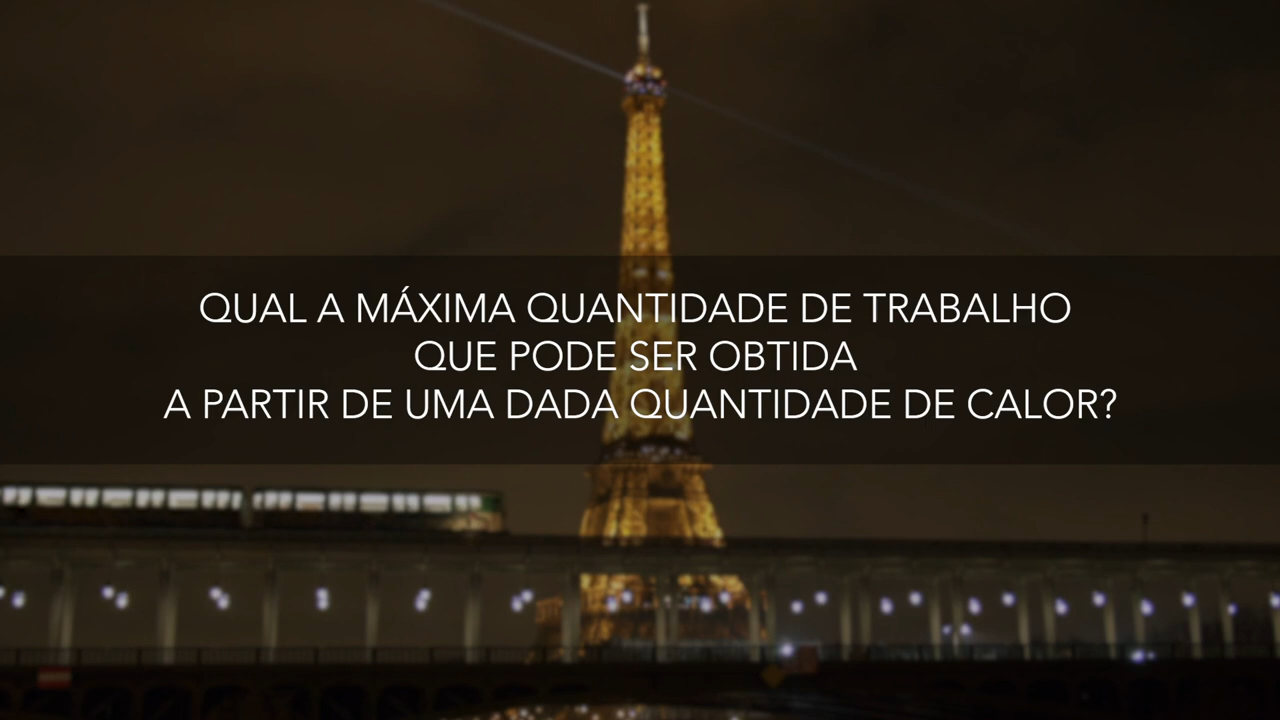 QUAL A MÁXIMA QUANTIDADE DE TRABALHO
QUE PODE SER OBTIDA
A PARTIR DE UMA DADA QUANTIDADE DE CALOR?